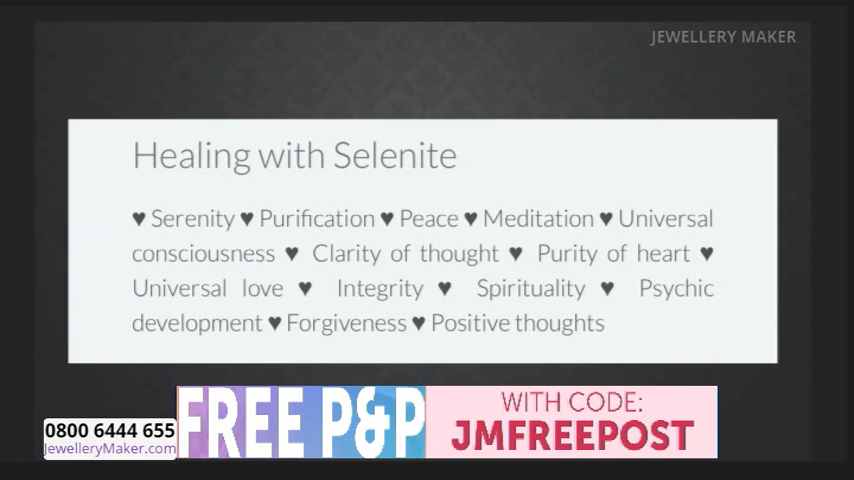 JEWELLERY MAKER
Healing with Selenite
♥ Serenity ♥ Purification ♥ Peace ♥ Meditation ♥ Universal
consciousness ♥ Clarity of thought ♥ Purity of heart ♥
Universal love ♥ Integrity ♥ Spirituality ♥ Psychic
development ♥ Forgiveness ♥ Positive thoughts
FREE P&P
WITH CODE:
JMFREEPOST
0800 6444 655
JewelleryMaker.com